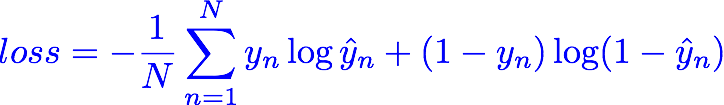 loss = -\frac{1}{N} \sum_{n=1}^{N} y_n \log \hat{y}_n + (1 - y_n) \log(1 - \hat{y}_n)